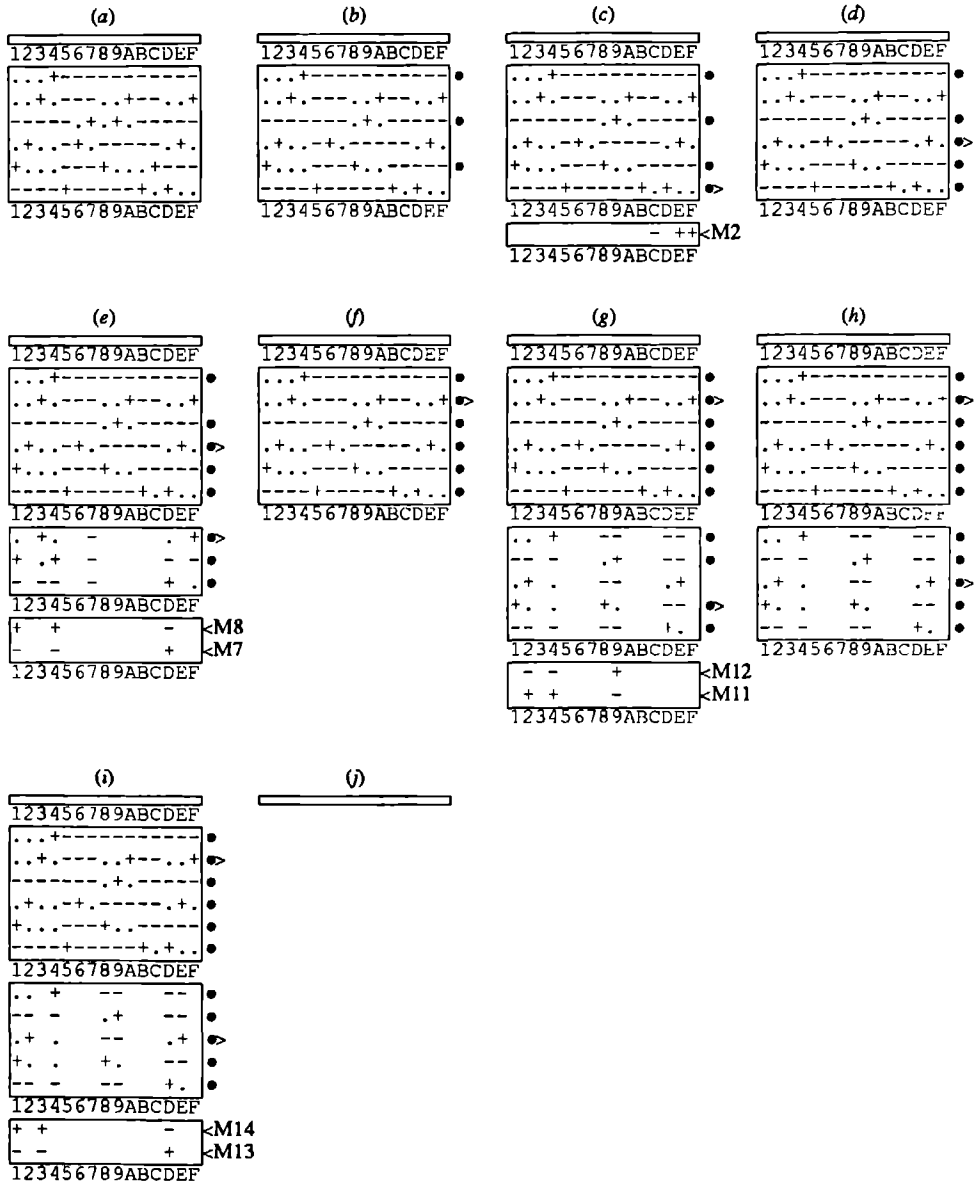 (a) (b) (c) (d)
123456789ABCDEF 123456789ABCDEF 123456789ABCDEF 123456789ABCDEF
...+----------- ...+----------- ...+----------- ...+-----------
..+----..+--..+ ..+----..+--..+ ..+----..+--..+ ..+----..+--..+
-----.+.+.----- -------.+.----- -------.+.----- -------.+.-----
.+..-+.------+. .+..-+.------+. .+..-+.------+. .+..-+.------+. >
+...---+---+--- +...---+..----- +...---+..----- +...---+..-----
----+-----+.+.. ----+-----+.+.. ----+-----+.+.. > ----+-----+.+..
123456789ABCDEF 123456789ABCDEF 123456789ABCDEF 123456789ABCDEF
- ++ <M2
123456789ABCDEF
(e) (f) (g) (h)
123456789ABCDEF 123456789ABCDEF 123456789ABCDEF 123456789ABCDEF
...+----------- ...+----------- ...+----------- ...+-----------
..+----..+--..+ ..+----..+--..+ > ..+----..+--..+ > ..+----..+--..+ >
-------.+.----- -------.+.----- -------.+.----- -------.+.-----
.+..-+.------+. > .+..-+.------+. .+..-+.------+. .+..-+.------+.
+...---+..----- +...---+..----- +...---+..----- +...---+..-----
----+-----+.+.. ----+-----+.+.. ----+-----+.+.. ----+-----+.+..
123456789ABCDEF 123456789ABCDEF 123456789ABCDEF 123456789ABCDEF
. +. - . + > .. + -- -- .. + -- --
+ .+ - - - -- - .+ -- -- - .+ --
- -- - + . .+ . -- .+ .+ . -- .+ >
123456789ABCDEF +. . +. -- > +. . +. --
+ + - <M8 -- - -- +. -- - -- +.
- - + <M7 123456789ABCDEF 123456789ABCDEF
123456789ABCDEF - - + <M12
+ + - <M11
123456789ABCDEF
(i) (j)
123456789ABCDEF
...+-----------
..+----..+--..+ >
-------.+.-----
.+..-+.------+.
+...---+..-----
----+-----+.+..
123456789ABCDEF
.. + -- --
-- - .+ --
.+ . -- .+ >
+. . +. --
-- - -- +.
123456789ABCDEF
+ + - <M14
- - + <M13
123456789ABCDEF